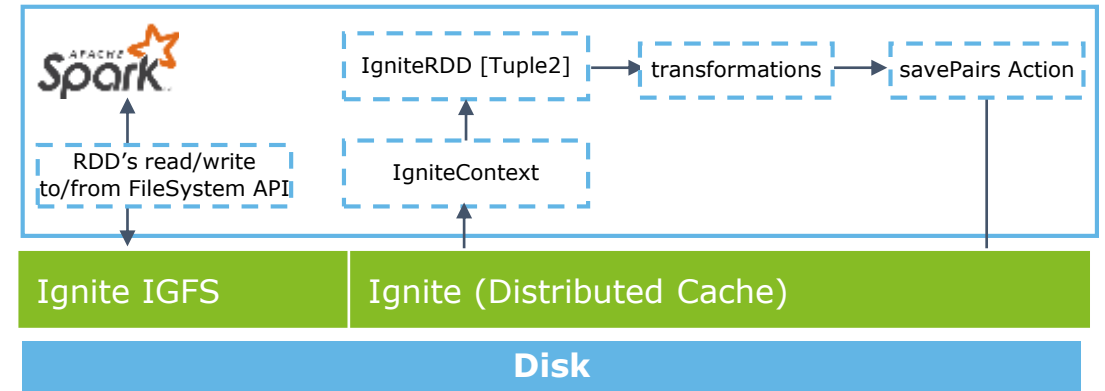 APACHE
Spark
IgniteRDD [Tuple2]
transformations
savePairs Action
RDD's read/write
to/from FileSystem API
IgniteContext
Ignite IGFS
Ignite (Distributed Cache)
Disk